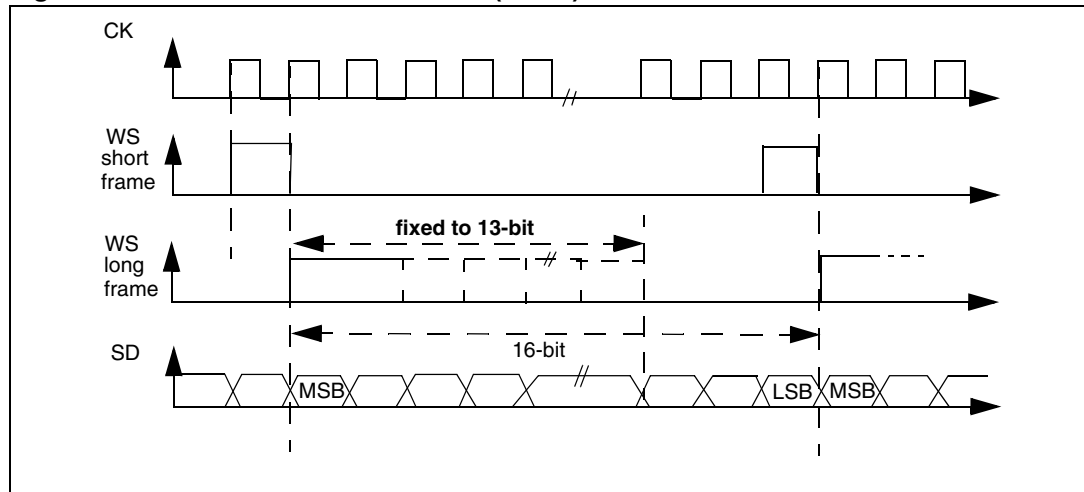 CK
WS
short
frame
fixed to 13-bit
WS
long
frame
16-bit
SD
MSB
LSB
MSB